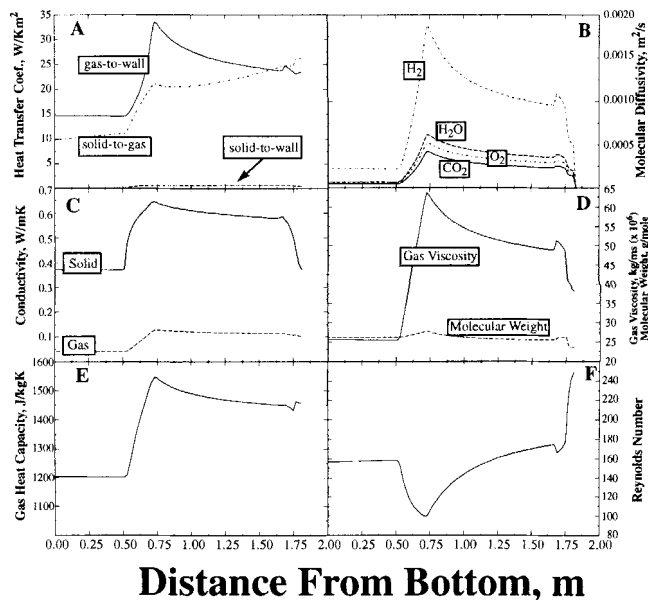 Heat Transfer Coef., W/Km²
35
30
25
20
15
10
5
A
gas-to-wall
solid-to-gas
solid-to-wall
B
H₂
H₂O
O₂
CO₂
0.0020
0.0015
0.0010
0.0005
Molecular Diffusivity, m²/s
Conductivity, W/mK
0.7
0.6
0.5
0.4
0.3
0.2
0.1
C
Solid
Gas
D
Gas Viscosity
Molecular Weight
65
60
55
50
45
40
35
30
25
20
Gas Viscosity, kg/ms (x 10⁶)
Molecular Weight, g/mole
Gas Heat Capacity, J/kgK
1600
1500
1400
1300
1200
1100
E
F
240
220
200
180
160
140
120
100
80
Reynolds Number
0.00 0.25 0.50 0.75 1.00 1.25 1.50 1.75 2.00
0.00 0.25 0.50 0.75 1.00 1.25 1.50 1.75 2.00
Distance From Bottom, m